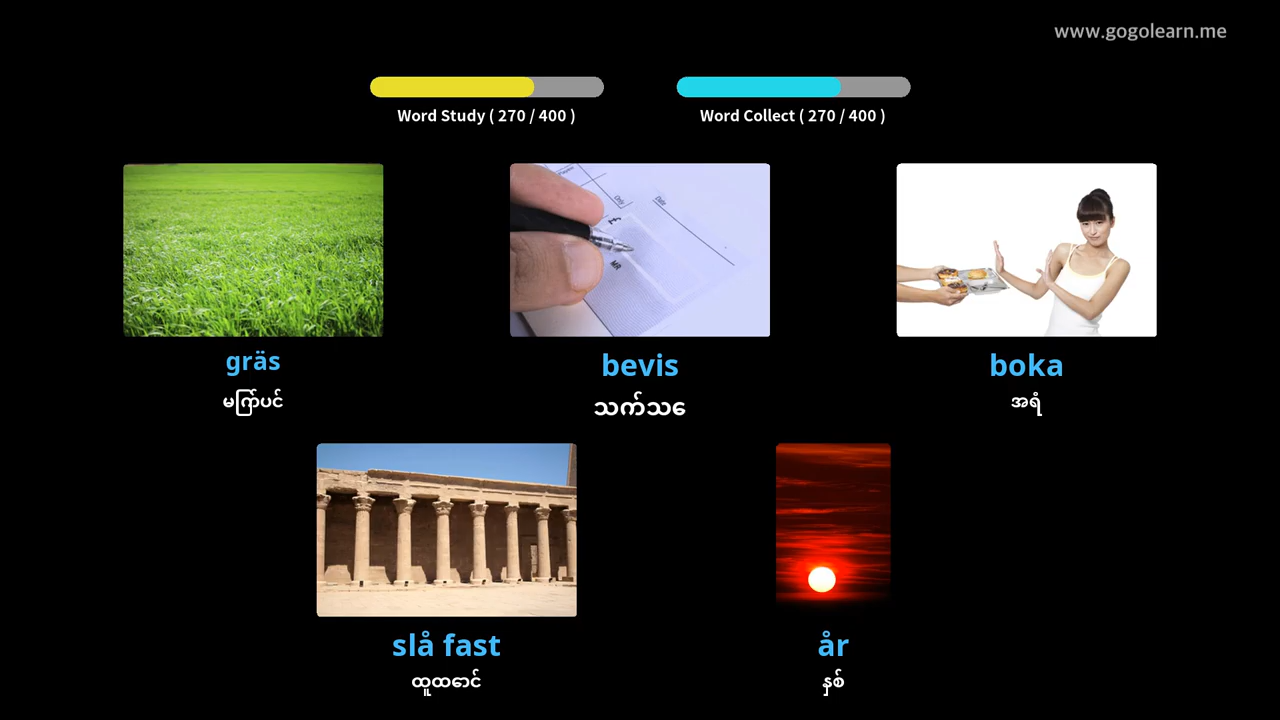 www.gogolearn.me
Word Study ( 270 / 400 )
Word Collect ( 270 / 400 )
gräs
bevis
boka
မြက်ပင်
သက်သေ
အရံ
slå fast
år
ထူထောင်
နှစ်